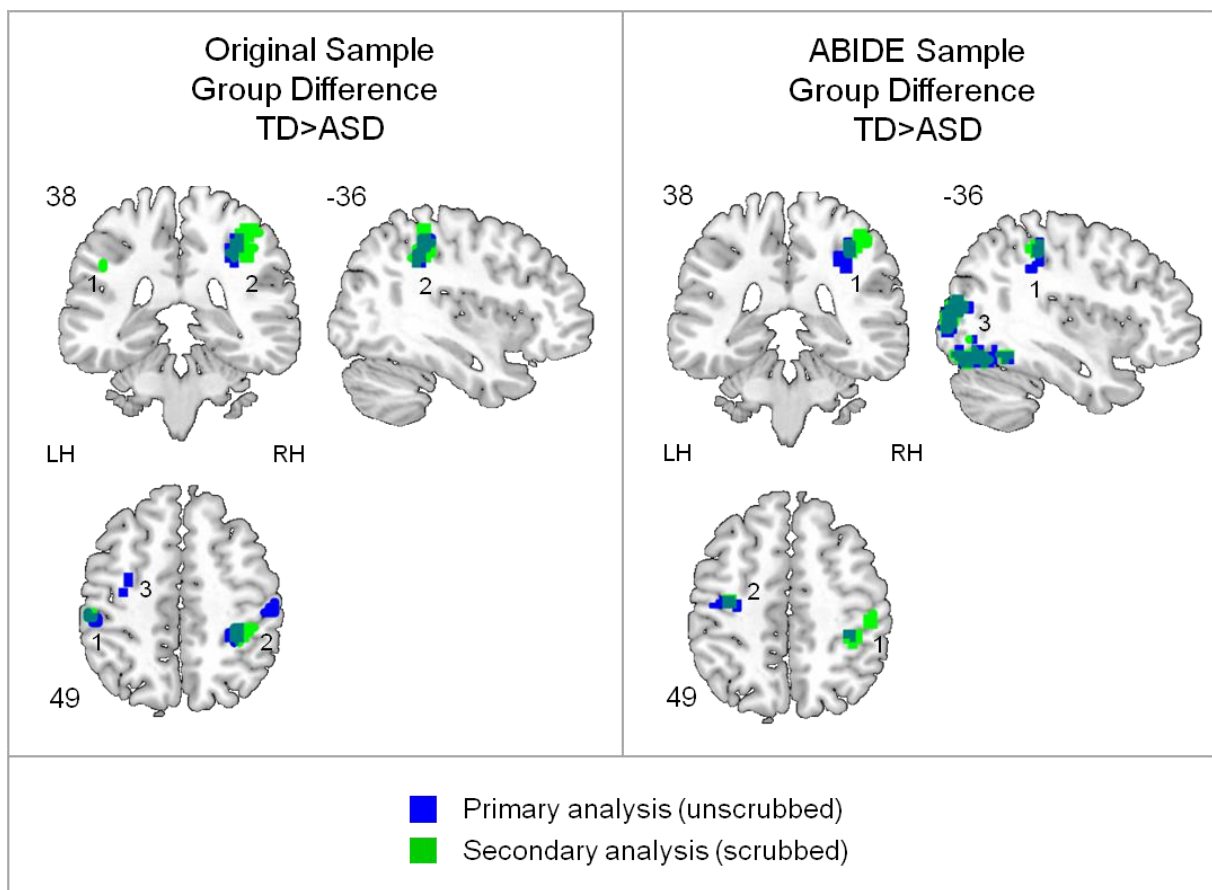 Original Sample
Group Difference
TD>ASD
38
-36
1
2
2
LH
RH
3
1
2
49
ABIDE Sample
Group Difference
TD>ASD
38
-36
1
1
3
LH
RH
2
1
49
Primary analysis (unscrubbed)
Secondary analysis (scrubbed)